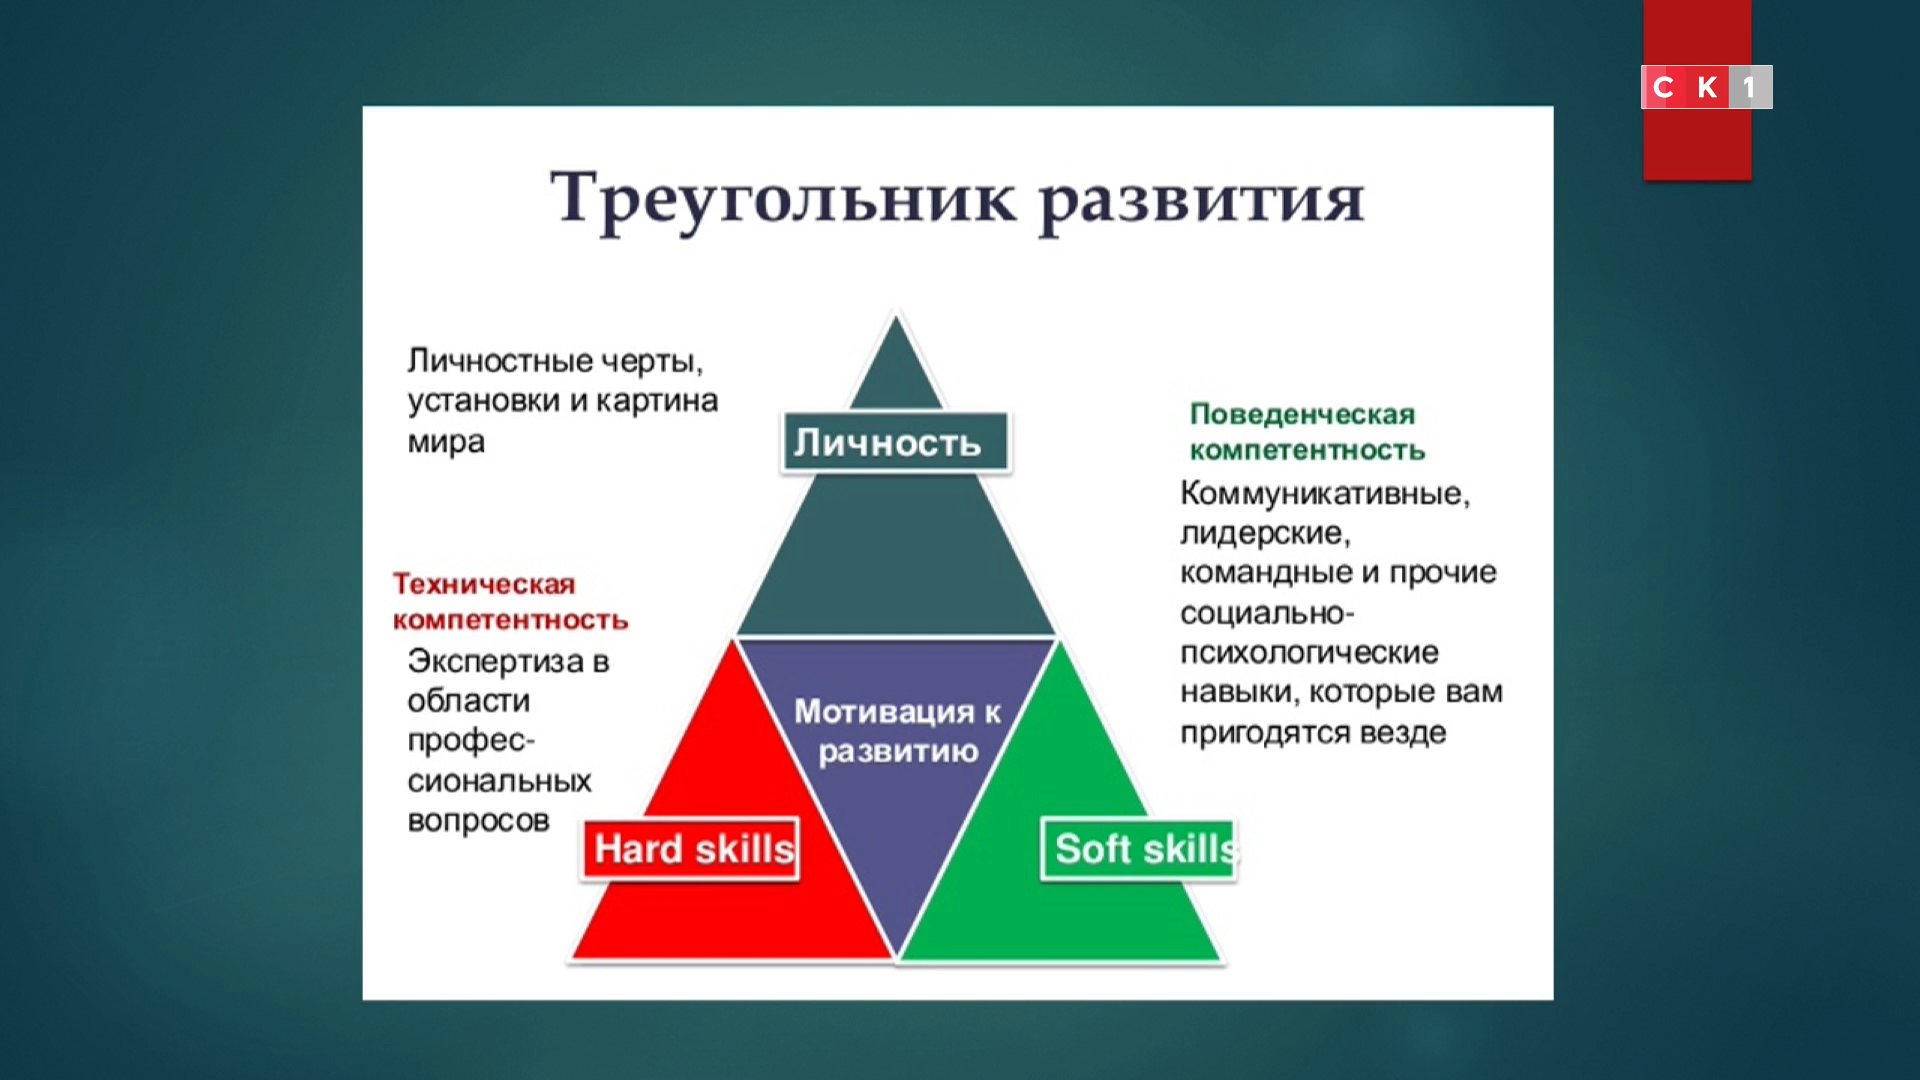 СК1
Треугольник развития
Личностные черты,
установки и картина
мира
Личность
Поведенческая
компетентность
Коммуникативные,
лидерские,
командные и прочие
социально-
психологические
навыки, которые вам
пригодятся везде
Техническая
компетентность
Экспертиза в
области
профес-
сиональных
вопросов
Мотивация к
развитию
Hard skills
Soft skills